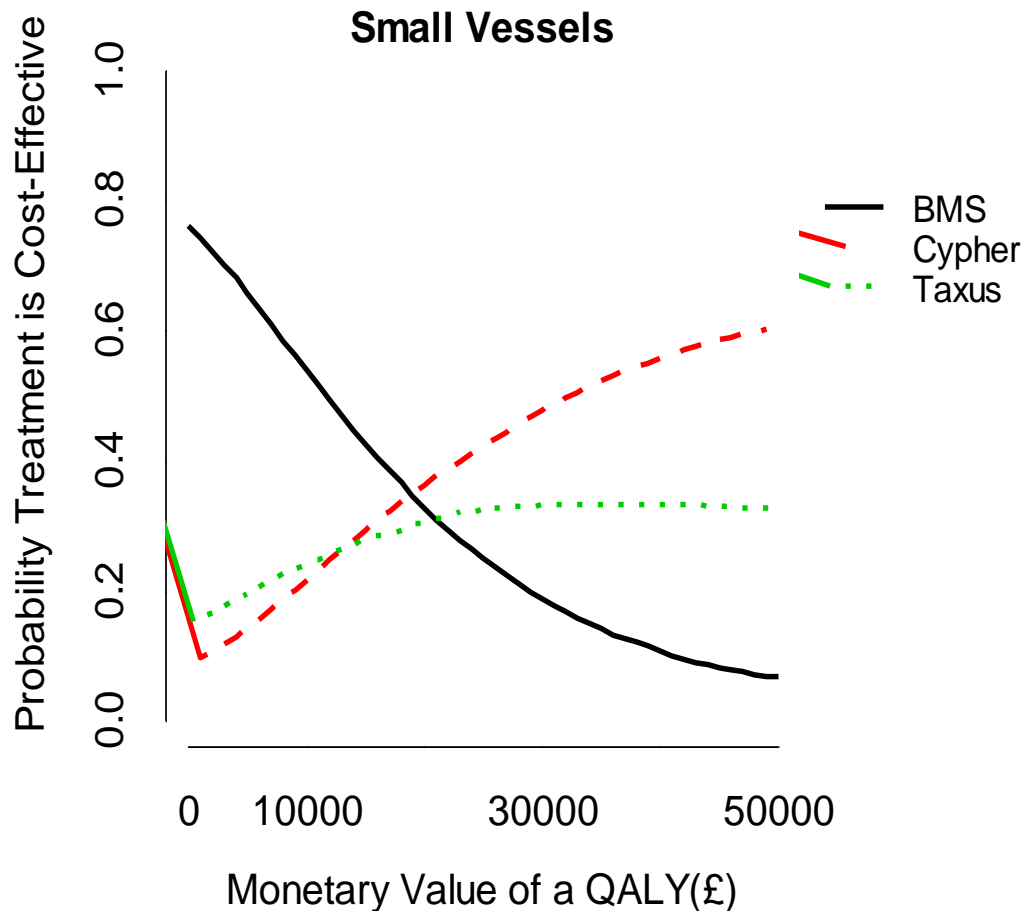 Small Vessels
Probability Treatment is Cost-Effective
1.0
0.8
0.6
0.4
0.2
0.0
BMS
Cypher
Taxus
0 10000 30000 50000
Monetary Value of a QALY(£)